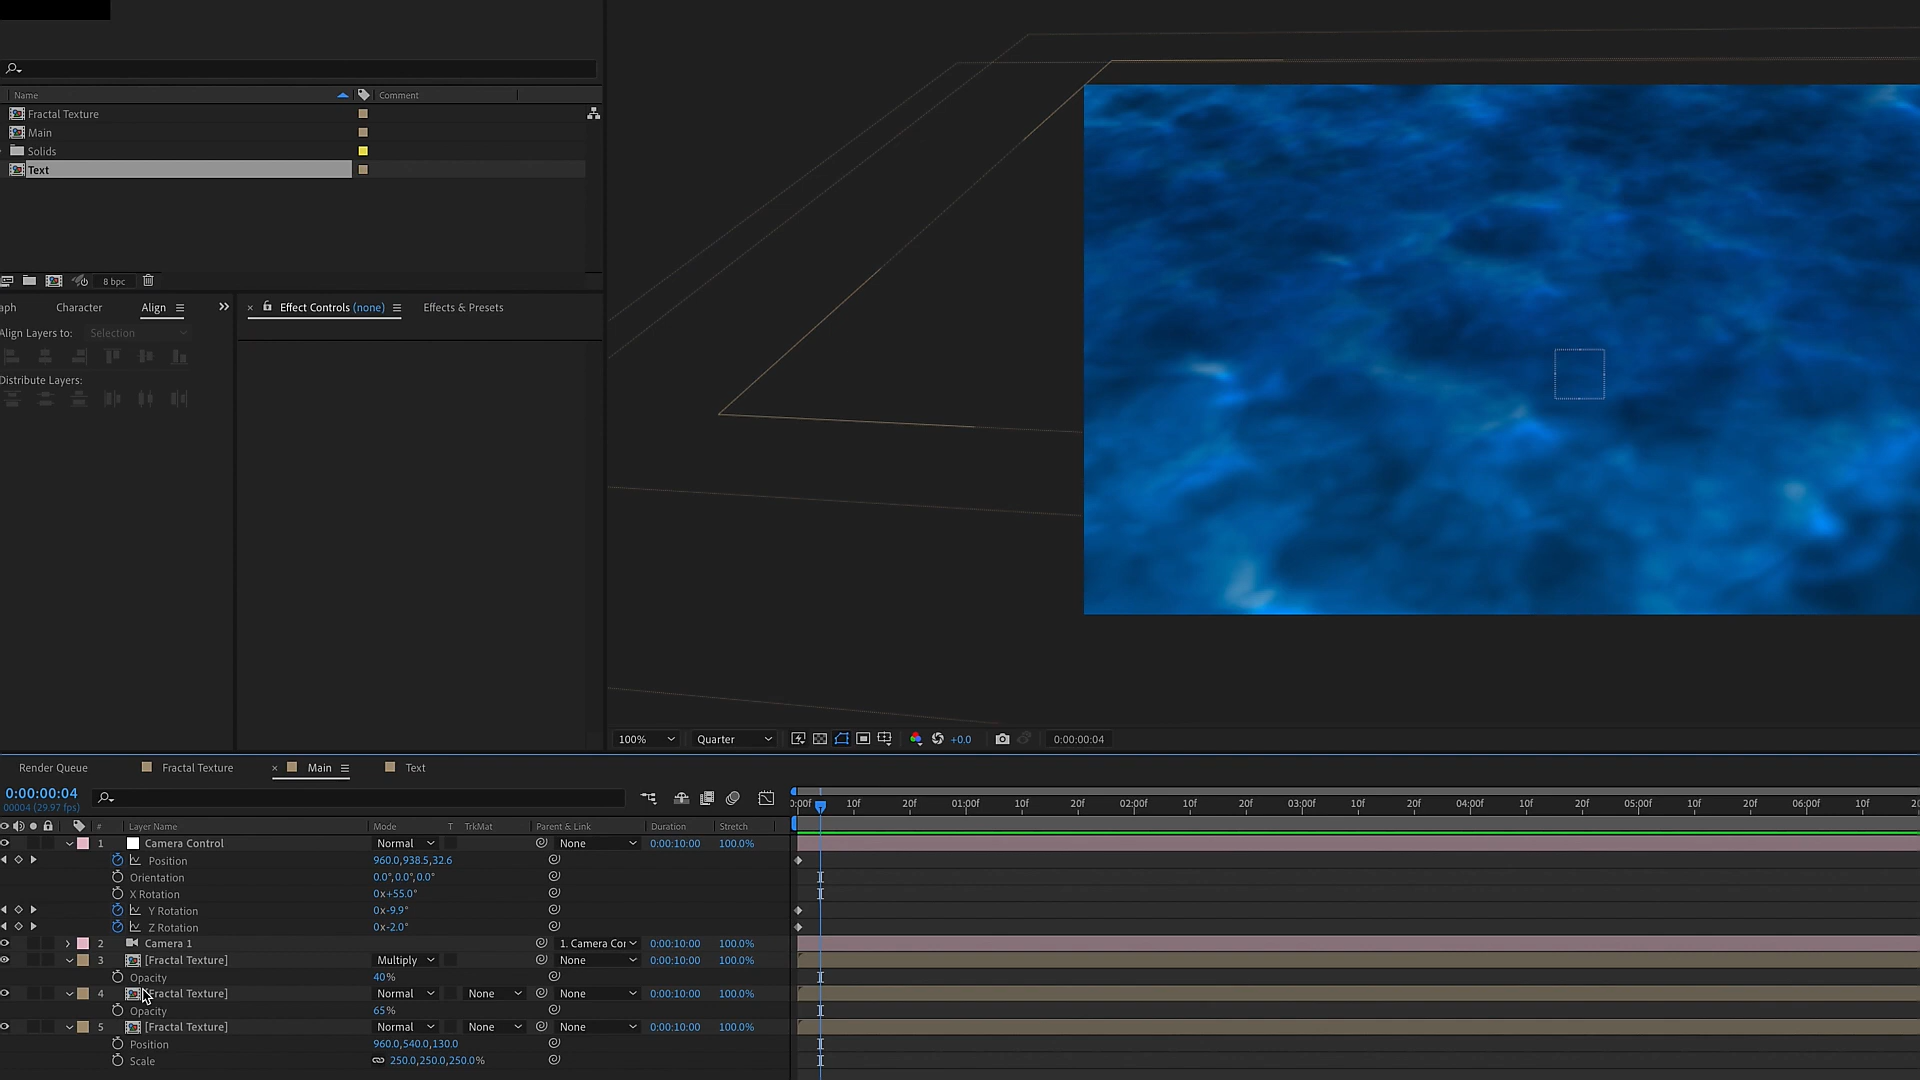 Name Comment
Fractal Texture
Main
Solids
Text
8 bpc
aph Character Align Effect Controls (none) Effects & Presets
Align Layers to: Selection
Distribute Layers:
100% Quarter +0.0 0:00:00:04
Render Queue Fractal Texture × Main Text
0:00:00:04
00004 (29.97 fps)
0:00f 10f 20f 01:00f 10f 20f 02:00f 10f 20f 03:00f 10f 20f 04:00f 10f 20f 05:00f 10f 20f 06:00f 10f 20
# Layer Name Mode T TrkMat Parent & Link Duration Stretch
1 Camera Control Normal None 0:00:10:00 100.0%
Position 960.0,938.5,32.6
Orientation 0.0°,0.0°,0.0°
X Rotation 0x+55.0°
Y Rotation 0x-9.9°
Z Rotation 0x-2.0°
2 Camera 1 1. Camera Cor 0:00:10:00 100.0%
3 [Fractal Texture] Multiply None 0:00:10:00 100.0%
Opacity 40%
4 [Fractal Texture] Normal None None 0:00:10:00 100.0%
Opacity 65%
5 [Fractal Texture] Normal None None 0:00:10:00 100.0%
Position 960.0,540.0,130.0
Scale 250.0,250.0,250.0%